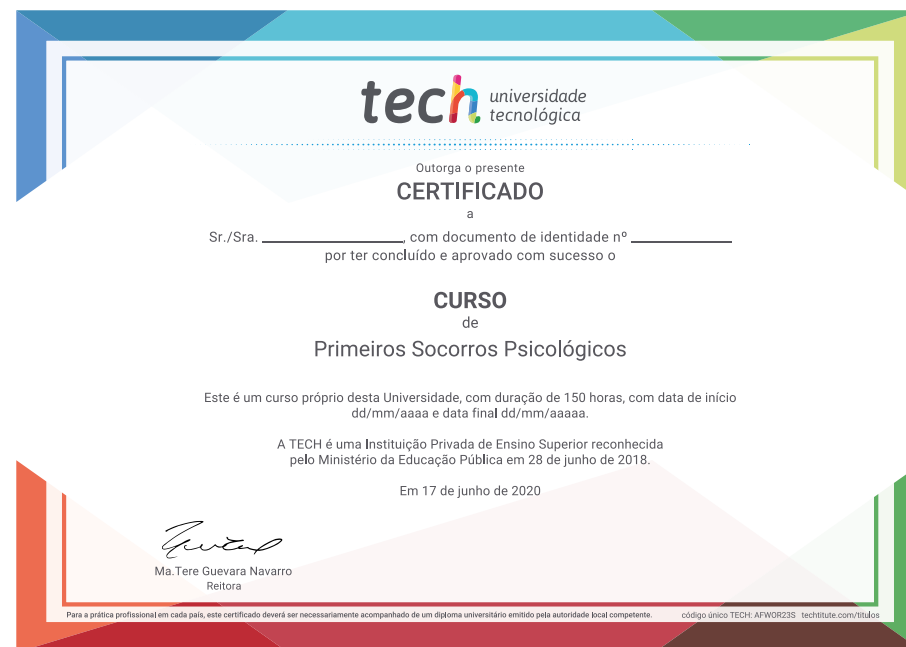 tech universidade
tecnológica
Outorga o presente
CERTIFICADO
a
Sr./Sra. ____________, com documento de identidade nº ____________
por ter concluído e aprovado com sucesso o
CURSO
de
Primeiros Socorros Psicológicos
Este é um curso próprio desta Universidade, com duração de 150 horas, com data de início
dd/mm/aaaa e data final dd/mm/aaaaa.
A TECH é uma Instituição Privada de Ensino Superior reconhecida
pelo Ministério da Educação Pública em 28 de junho de 2018.
Em 17 de junho de 2020
Ma.Tere Guevara Navarro
Reitora
Para a prática profissional em cada país, este certificado deverá ser necessariamente acompanhado de um diploma universitário emitido pela autoridade local competente. código único TECH: AFWOR23S techtitute.com/titulos